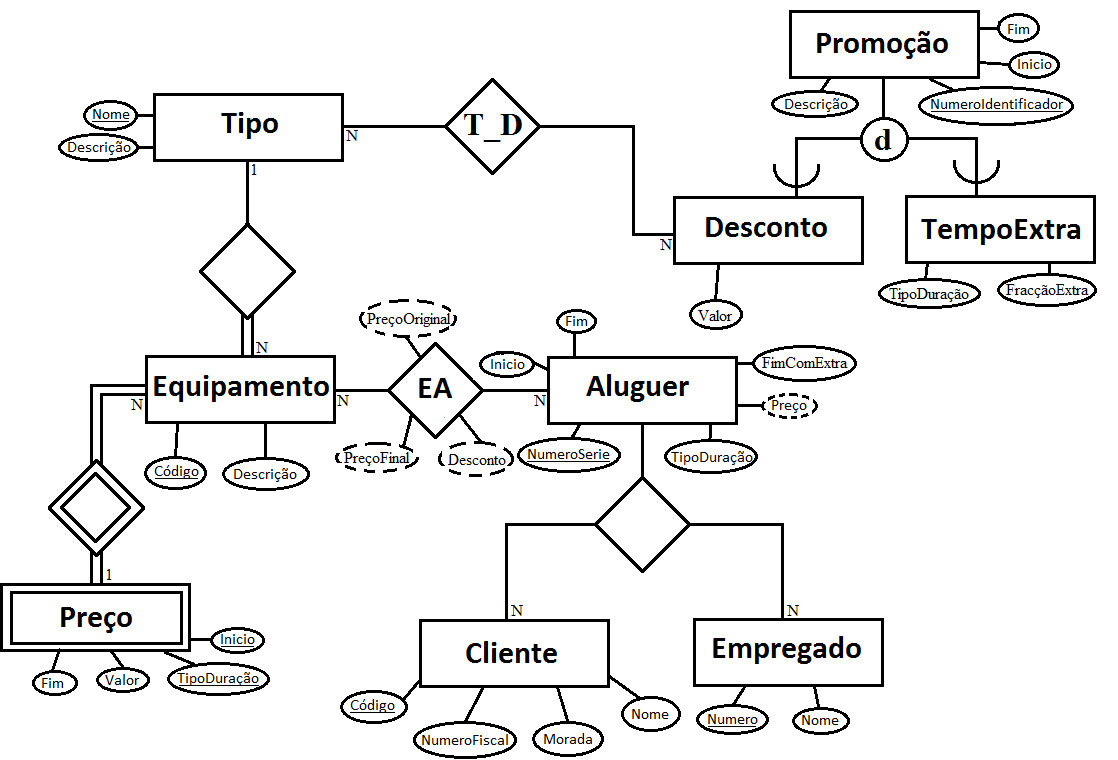 Promoção
Fim
Inicio
Descrição
NumeroIdentificador
d
Nome
Descrição
Tipo
N
1
T_D
N
Desconto
Valor
TempoExtra
TipoDuração
FracçãoExtra
N
Equipamento
N
N
Código
Descrição
PreçoOriginal
EA
PreçoFinal
Desconto
N
Fim
Inicio
Aluguer
FimComExtra
Preço
NumeroSerie
TipoDuração
1
Preço
Inicio
Fim
Valor
TipoDuração
N
Cliente
Código
NumeroFiscal
Morada
Nome
N
Empregado
Numero
Nome